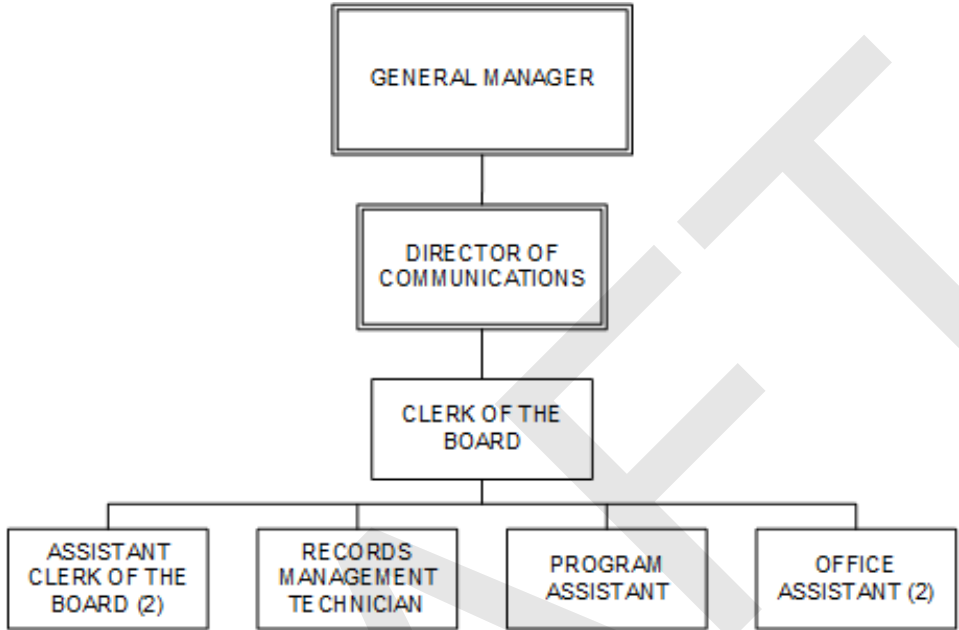 GENERAL MANAGER
DIRECTOR OF
COMMUNICATIONS
CLERK OF THE
BOARD
ASSISTANT
CLERK OF THE
BOARD (2)
RECORDS
MANAGEMENT
TECHNICIAN
PROGRAM
ASSISTANT
OFFICE
ASSISTANT (2)